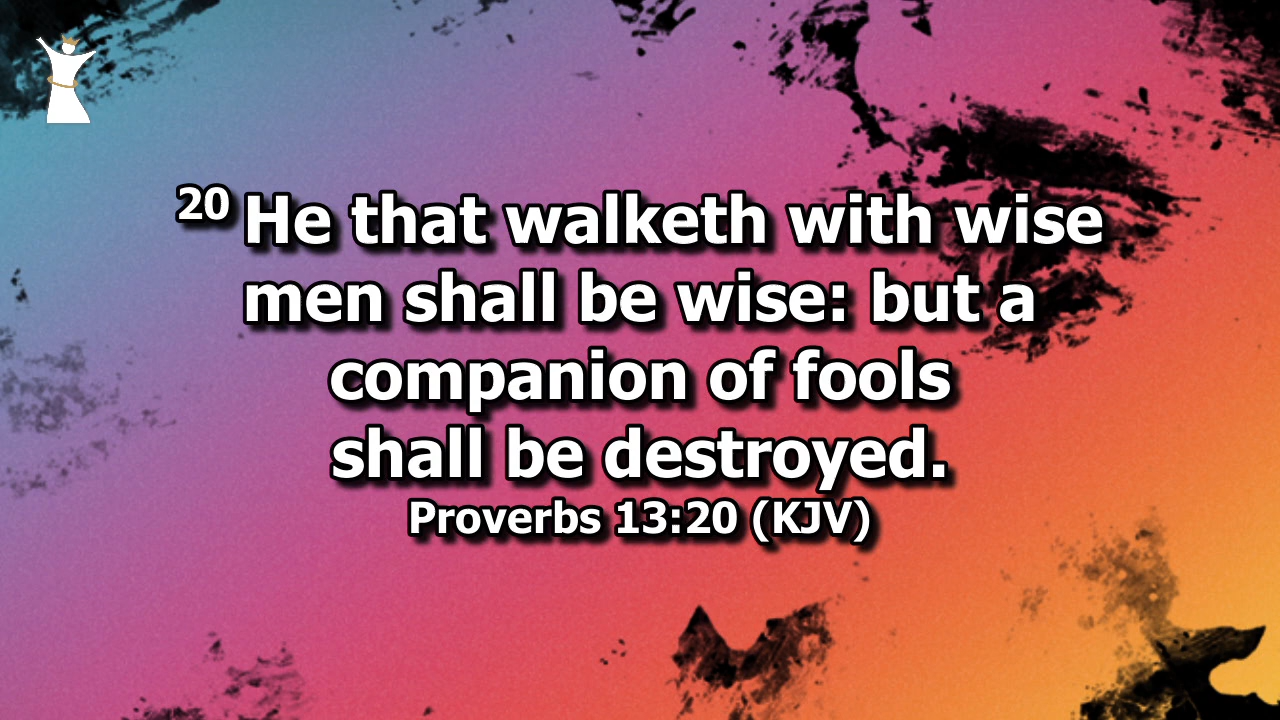 20 He that walketh with wise
men shall be wise: but a
companion of fools
shall be destroyed.
Proverbs 13:20 (KJV)